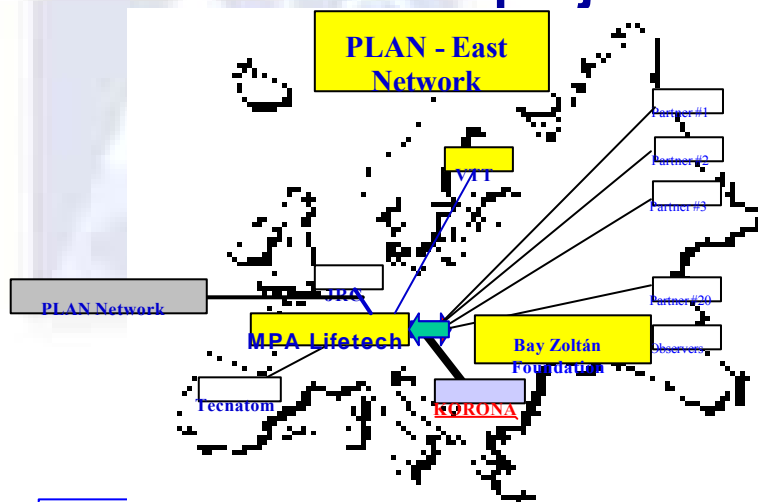 PLAN - East
Network
Partner #1
Partner #2
VTT
Partner #3
JRC
PLAN Network
Partner #20
MPA Lifetech
Bay Zoltán
Foundation
Observers
Tecnatom
KORONA